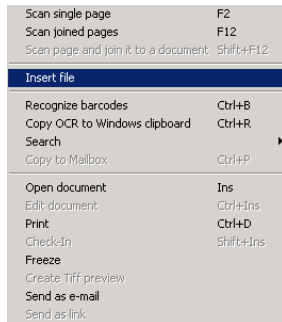 Scan single page F2
Scan joined pages F12
Scan page and join it to a document Shift+F12
Insert file
Recognize barcodes Ctrl+B
Copy OCR to Windows clipboard Ctrl+R
Search
Copy to Mailbox Ctrl+P
Open document Ins
Edit document Ctrl+Ins
Print Ctrl+D
Check-In Shift+Ins
Freeze
Create Tiff preview
Send as e-mail
Send as link